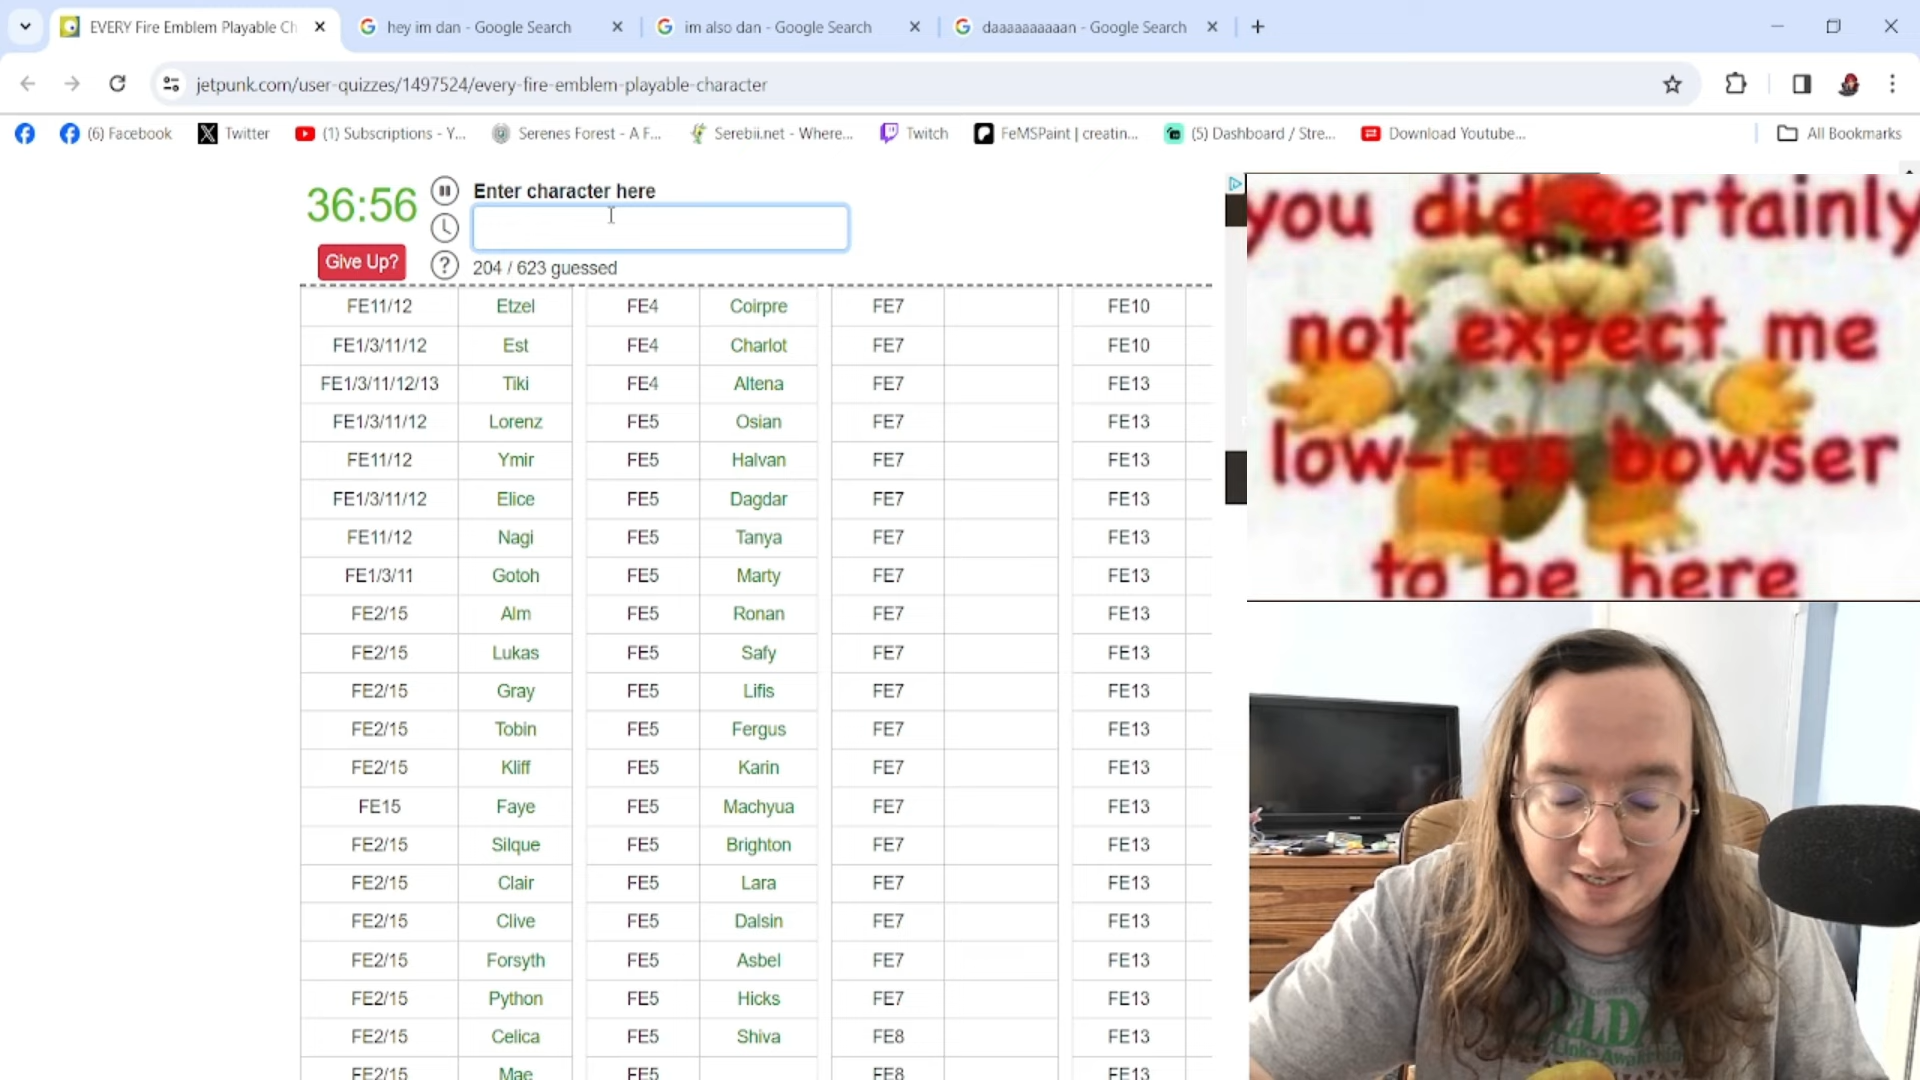 EVERY Fire Emblem Playable Ch
hey im dan - Google Search
im also dan - Google Search
daaaaaaaaaan - Google Search
jetpunk.com/user-quizzes/1497524/every-fire-emblem-playable-character
(6) Facebook
Twitter
(1) Subscriptions - Y...
Serenes Forest - A F...
Serebii.net - Where...
Twitch
FeMSPaint | creatin...
(5) Dashboard / Stre...
Download Youtube...
All Bookmarks
36:56
Enter character here
Give Up?
204 / 623 guessed
FE11/12 Etzel FE4 Coirpre FE7 FE10
FE1/3/11/12 Est FE4 Charlot FE7 FE10
FE1/3/11/12/13 Tiki FE4 Altena FE7 FE13
FE1/3/11/12 Lorenz FE5 Osian FE7 FE13
FE11/12 Ymir FE5 Halvan FE7 FE13
FE1/3/11/12 Elice FE5 Dagdar FE7 FE13
FE11/12 Nagi FE5 Tanya FE7 FE13
FE1/3/11 Gotoh FE5 Marty FE7 FE13
FE2/15 Alm FE5 Ronan FE7 FE13
FE2/15 Lukas FE5 Safy FE7 FE13
FE2/15 Gray FE5 Lifis FE7 FE13
FE2/15 Tobin FE5 Fergus FE7 FE13
FE2/15 Kliff FE5 Karin FE7 FE13
FE15 Faye FE5 Machyua FE7 FE13
FE2/15 Silque FE5 Brighton FE7 FE13
FE2/15 Clair FE5 Lara FE7 FE13
FE2/15 Clive FE5 Dalsin FE7 FE13
FE2/15 Forsyth FE5 Asbel FE7 FE13
FE2/15 Python FE5 Hicks FE7 FE13
FE2/15 Celica FE5 Shiva FE8 FE13
FE2/15 Mae FE5 FE8 FE13
you did certainly
not expect me
low-res bowser
to be here